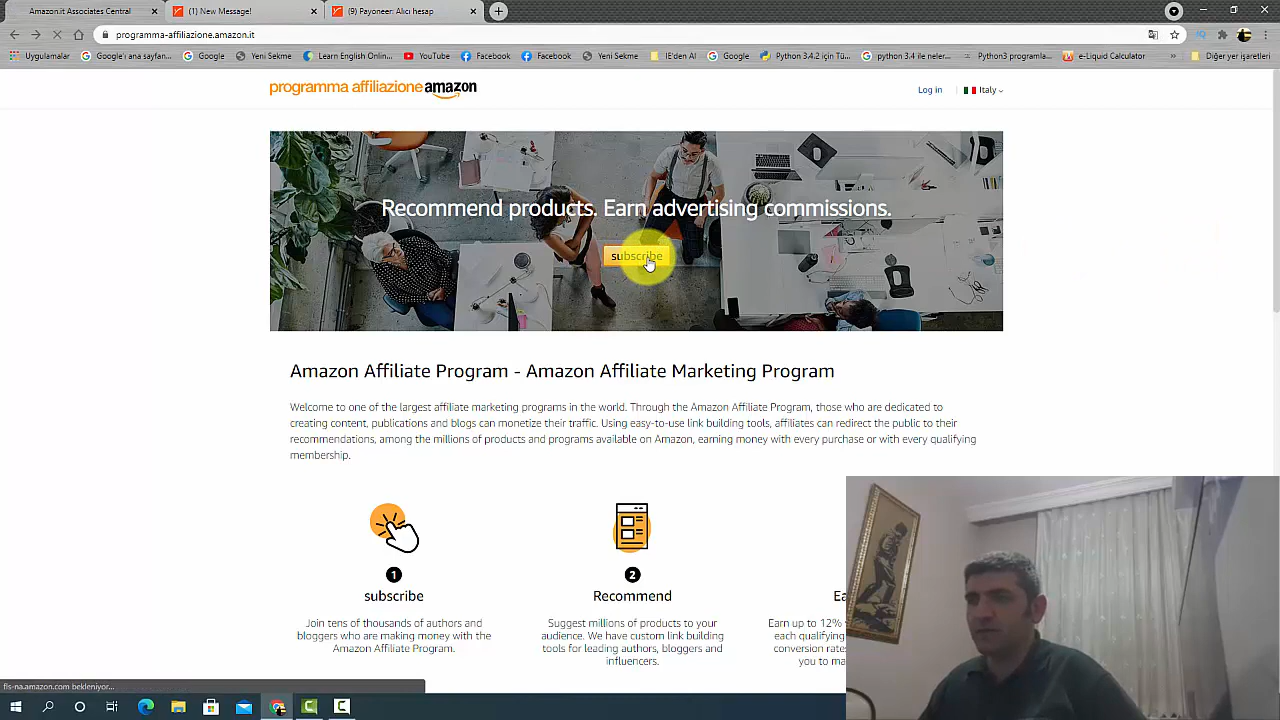 Amazon.it Associates Central
(1) New Message!
(9) Payoneer: Alıcı hesap
programma-affiliazione.amazon.it
Uygulamalar
Google'ı ana sayfan...
Google
Yeni Sekme
Learn English Onlin...
YouTube
Facebook
Facebook
Yeni Sekme
IE'den Al
Google
Python 3.4.2 için Tü...
python 3.4 ile neler...
Python3 programla...
e-Liquid Calculator
Diğer yer işaretleri
programma affiliazione amazon
Log in
Italy
Recommend products. Earn advertising commissions.
subscribe
Amazon Affiliate Program - Amazon Affiliate Marketing Program
Welcome to one of the largest affiliate marketing programs in the world. Through the Amazon Affiliate Program, those who are dedicated to
creating content, publications and blogs can monetize their traffic. Using easy-to-use link building tools, affiliates can redirect the public to their
recommendations, among the millions of products and programs available on Amazon, earning money with every purchase or with every qualifying
membership.
1
subscribe
Join tens of thousands of authors and
bloggers who are making money with the
Amazon Affiliate Program.
2
Recommend
Suggest millions of products to your
audience. We have custom link building
tools for leading authors, bloggers and
influencers.
Ea
Earn up to 12%
each qualifying
conversion rate
you to ma
fls-na.amazon.com bekleniyor...